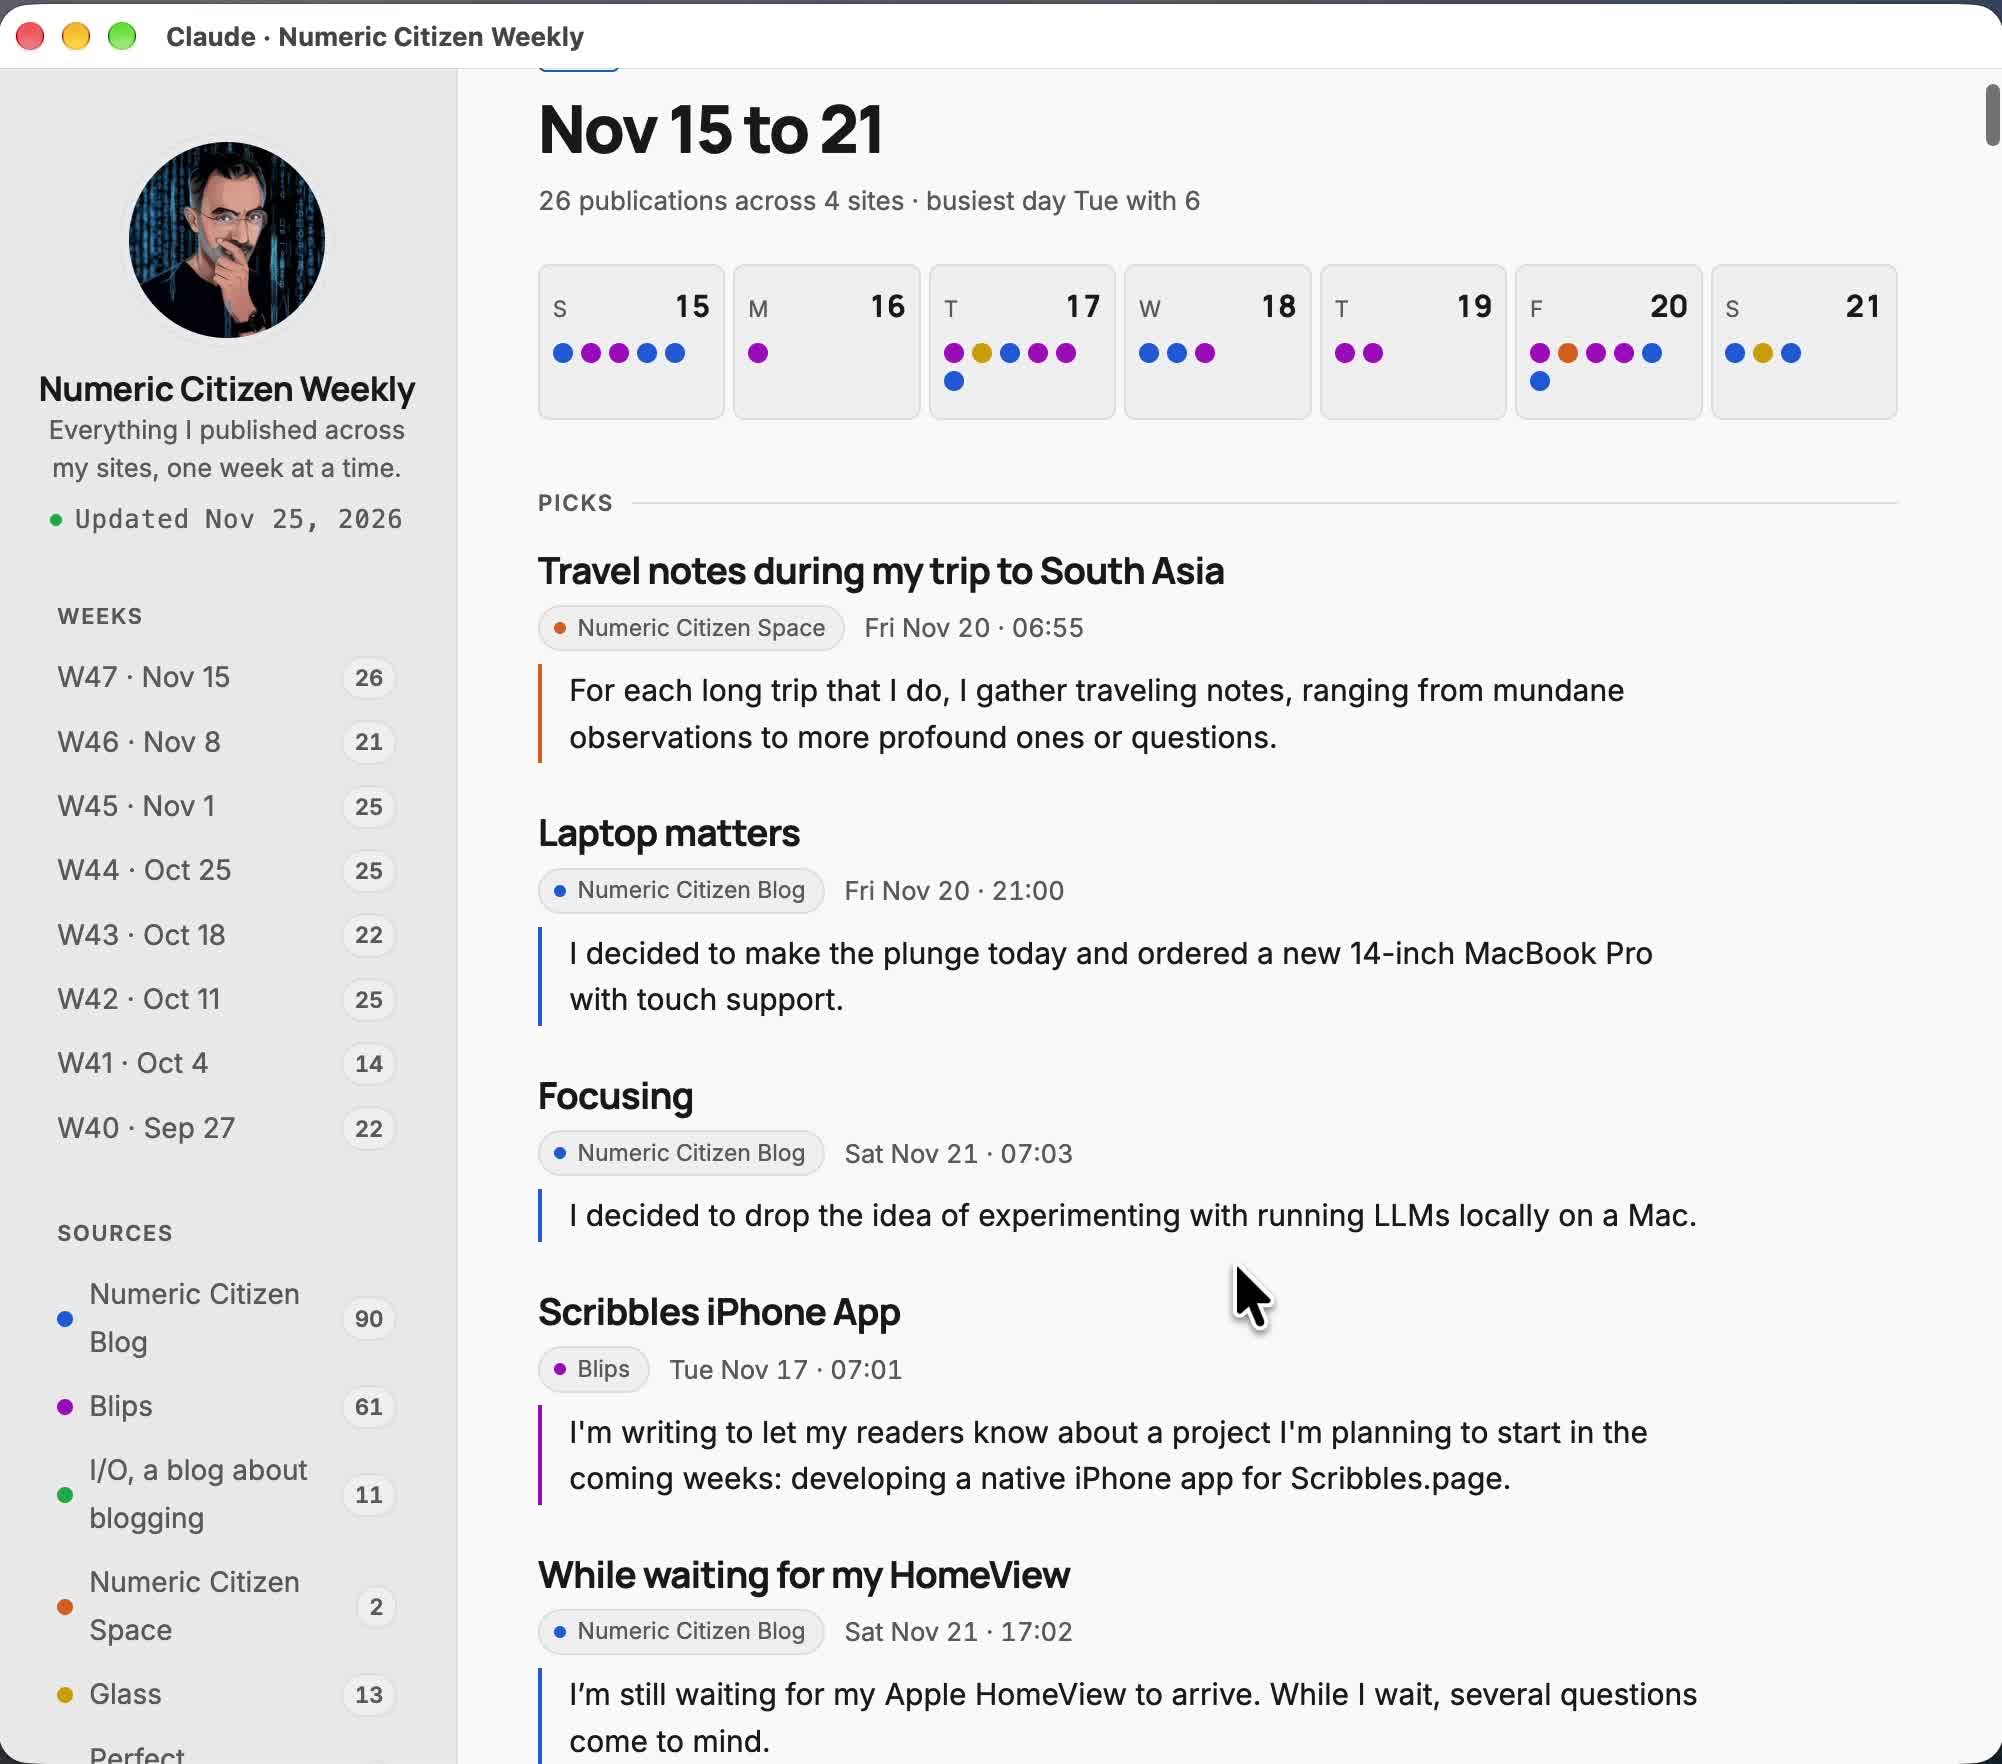 Claude · Numeric Citizen Weekly
Numeric Citizen Weekly
Everything I published across
my sites, one week at a time.
Updated Nov 25, 2026
WEEKS
W47 · Nov 15 26
W46 · Nov 8 21
W45 · Nov 1 25
W44 · Oct 25 25
W43 · Oct 18 22
W42 · Oct 11 25
W41 · Oct 4 14
W40 · Sep 27 22
SOURCES
Numeric Citizen
Blog 90
Blips 61
I/O, a blog about
blogging 11
Numeric Citizen
Space 2
Glass 13
Perfect
Nov 15 to 21
26 publications across 4 sites · busiest day Tue with 6
S 15 M 16 T 17 W 18 T 19 F 20 S 21
PICKS
Travel notes during my trip to South Asia
Numeric Citizen Space Fri Nov 20 · 06:55
For each long trip that I do, I gather traveling notes, ranging from mundane
observations to more profound ones or questions.
Laptop matters
Numeric Citizen Blog Fri Nov 20 · 21:00
I decided to make the plunge today and ordered a new 14-inch MacBook Pro
with touch support.
Focusing
Numeric Citizen Blog Sat Nov 21 · 07:03
I decided to drop the idea of experimenting with running LLMs locally on a Mac.
Scribbles iPhone App
Blips Tue Nov 17 · 07:01
I'm writing to let my readers know about a project I'm planning to start in the
coming weeks: developing a native iPhone app for Scribbles.page.
While waiting for my HomeView
Numeric Citizen Blog Sat Nov 21 · 17:02
I’m still waiting for my Apple HomeView to arrive. While I wait, several questions
come to mind.